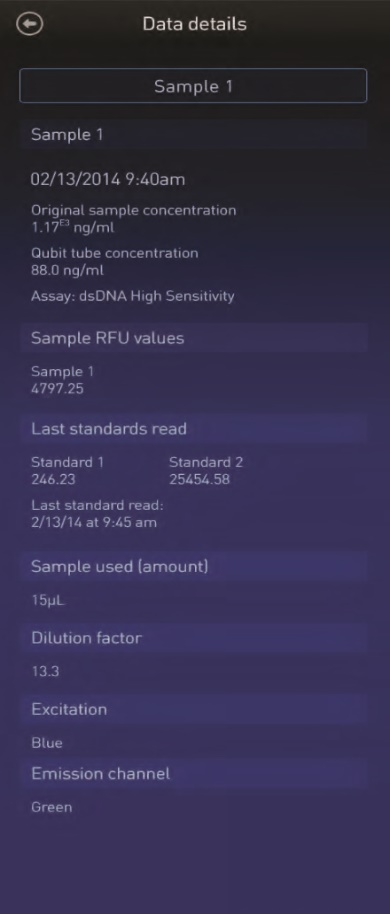 Data details
Sample 1
Sample 1
02/13/2014 9:40am
Original sample concentration
1.17ᴱ³ ng/ml
Qubit tube concentration
88.0 ng/ml
Assay: dsDNA High Sensitivity
Sample RFU values
Sample 1
4797.25
Last standards read
Standard 1 Standard 2
246.23 25454.58
Last standard read:
2/13/14 at 9:45 am
Sample used (amount)
15µL
Dilution factor
13.3
Excitation
Blue
Emission channel
Green